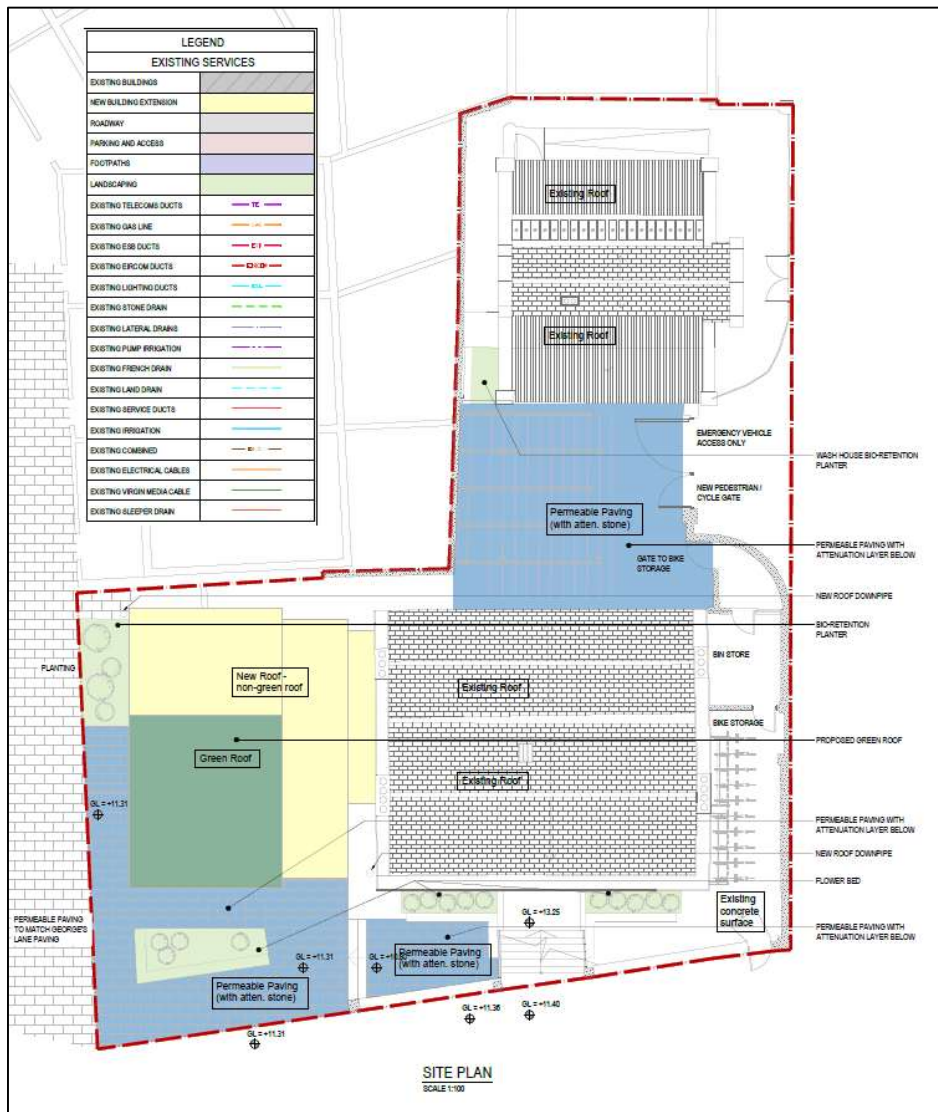 LEGEND
EXISTING SERVICES
EXISTING BUILDINGS
NEW BUILDING EXTENSION
ROADWAY
PARKING AND ACCESS
FOOTPATHS
LANDSCAPING
EXISTING TELECOMS DUCTS
EXISTING GAS LINE
EXISTING ESB DUCTS
EXISTING EIRCOM DUCTS
EXISTING LIGHTING DUCTS
EXISTING STONE DRAIN
EXISTING LATERAL DRAINS
EXISTING PUMP IRRIGATION
EXISTING FRENCH DRAIN
EXISTING LAND DRAIN
EXISTING SERVICE DUCTS
EXISTING IRRIGATION
EXISTING COMBINED
EXISTING ELECTRICAL CABLES
EXISTING VIRGIN MEDIA CABLE
EXISTING SLEEPER DRAIN
Existing Roof
Existing Roof
EMERGENCY VEHICLE
ACCESS ONLY
WASH HOUSE BIO-RETENTION
PLANTER
NEW PEDESTRIAN /
CYCLE GATE
Permeable Paving
(with atten. stone)
GATE TO BIKE
STORAGE
PERMEABLE PAVING WITH
ATTENUATION LAYER BELOW
NEW ROOF DOWNPIPE
BIO-RETENTION
PLANTER
PLANTING
New Roof -
non-green roof
BIN STORE
Existing Roof
BIKE STORAGE
PROPOSED GREEN ROOF
Green Roof
Existing Roof
GL = +11.31
PERMEABLE PAVING WITH
ATTENUATION LAYER BELOW
NEW ROOF DOWNPIPE
FLOWER BED
Existing
concrete
surface
PERMEABLE PAVING
TO MATCH GEORGE'S
LANE PAVING
GL = +13.25
PERMEABLE PAVING WITH
ATTENUATION LAYER BELOW
Permeable Paving
(with atten. stone)
GL = +11.31
Permeable Paving
(with atten. stone)
GL = +11.36
GL = +11.40
GL = +11.31
SITE PLAN
SCALE 1:100